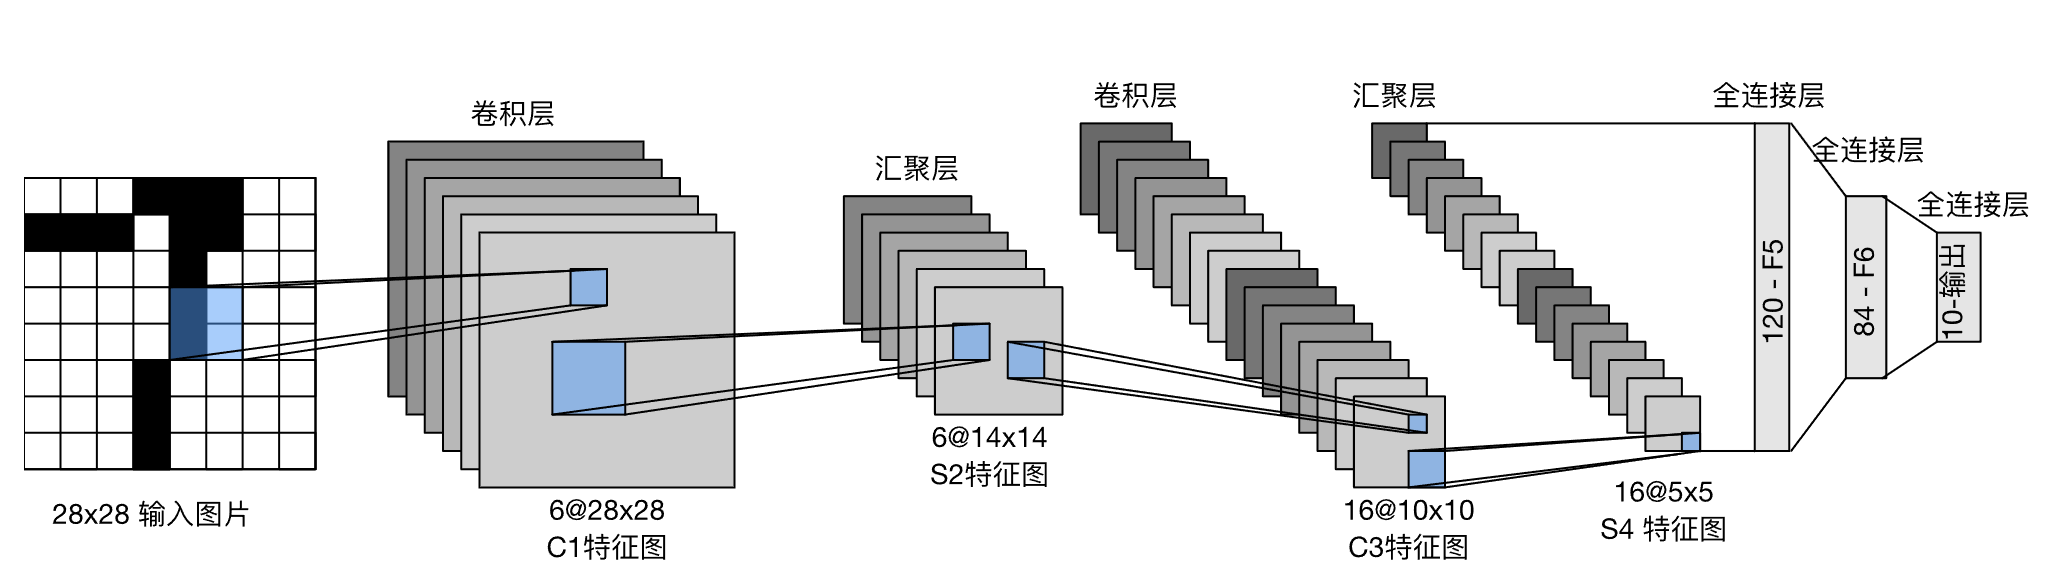 28x28 输入图片
卷积层
6@28x28
C1特征图
汇聚层
6@14x14
S2特征图
卷积层
16@10x10
C3特征图
汇聚层
16@5x5
S4 特征图
全连接层
120 - F5
全连接层
84 - F6
全连接层
10-输出